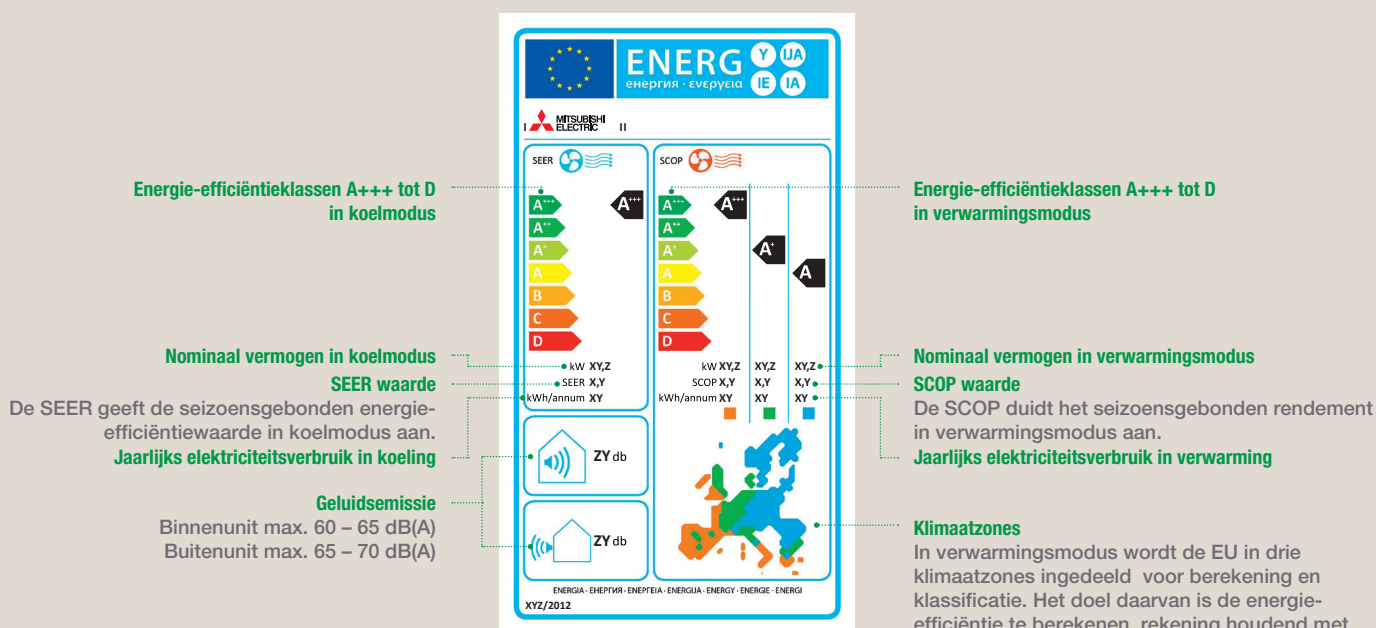 ENERG Y IJA
енергия · ενεργεια IE IA
I MITSUBISHI ELECTRIC II
SEER
SCOP
Energie-efficiëntieklassen A+++ tot D
in koelmodus
A+++
A++
A+
A
B
C
D
A+++
A+++
A++
A+
A
B
C
D
A+++
A+
A
Energie-efficiëntieklassen A+++ tot D
in verwarmingsmodus
Nominaal vermogen in koelmodus
SEER waarde
De SEER geeft de seizoensgebonden energie-
efficiëntiewaarde in koelmodus aan.
Jaarlijks elektriciteitsverbruik in koeling
kW XY,Z
SEER X,Y
kWh/annum XY
kW XY,Z XY,Z XY,Z
SCOP X,Y X,Y X,Y
kWh/annum XY XY XY
Nominaal vermogen in verwarmingsmodus
SCOP waarde
De SCOP duidt het seizoensgebonden rendement
in verwarmingsmodus aan.
Jaarlijks elektriciteitsverbruik in verwarming
Geluidsemissie
Binnenunit max. 60 – 65 dB(A)
Buitenunit max. 65 – 70 dB(A)
ZY db
ZY db
Klimaatzones
In verwarmingsmodus wordt de EU in drie
klimaatzones ingedeeld voor berekening en
klassificatie. Het doel daarvan is de energie-
efficiëntie te berekenen, rekening houdend met
ENERGIA · ЕНЕРГИЯ · ΕΝΕΡΓΕΙΑ · ENERGIJA · ENERGY · ENERGIE · ENERGI
XYZ/2012